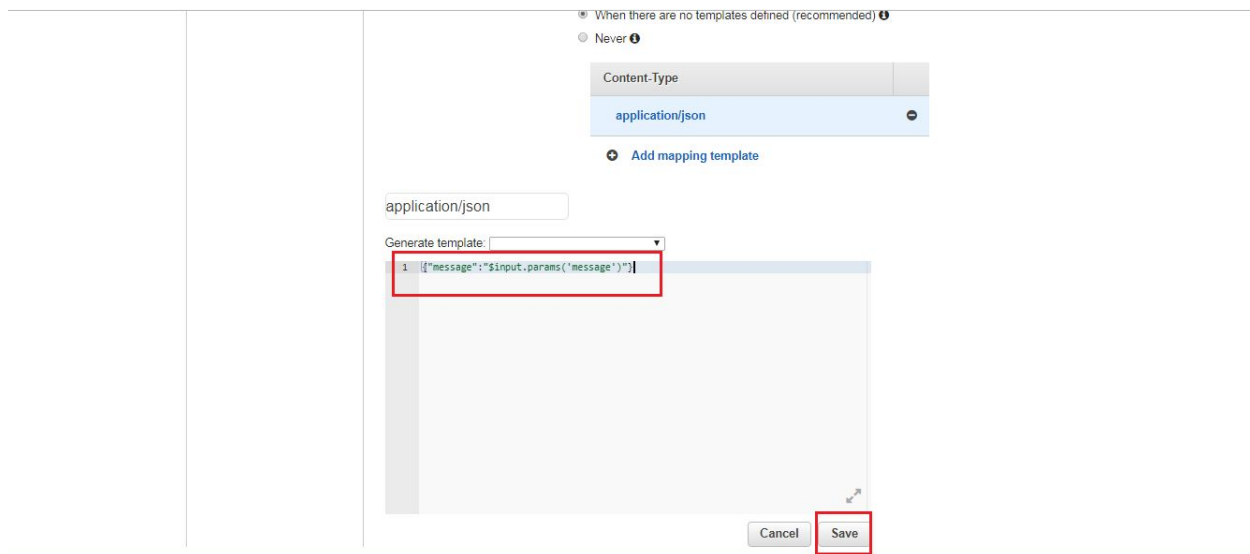 When there are no templates defined (recommended)
Never
Content-Type
application/json
Add mapping template
application/json
Generate template:
1 {"message":"$input.params('message')"}
Cancel Save